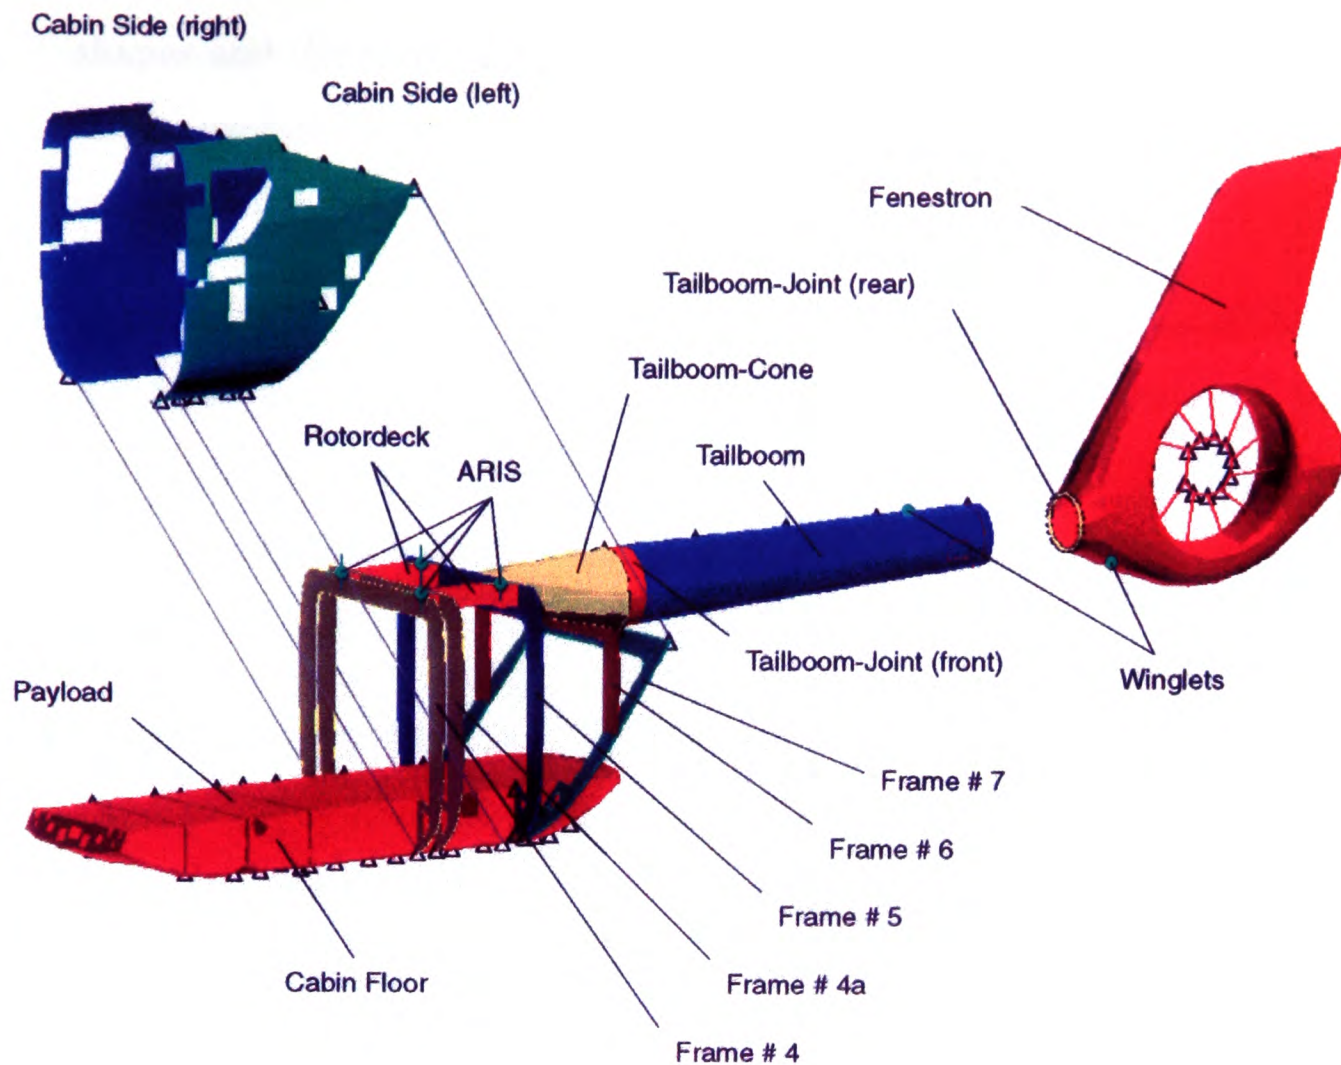 Cabin Side (right)
Cabin Side (left)
Fenestron
Tailboom-Joint (rear)
Tailboom-Cone
Rotordeck
Tailboom
ARIS
Tailboom-Joint (front)
Winglets
Payload
Frame # 7
Frame # 6
Frame # 5
Cabin Floor
Frame # 4a
Frame # 4